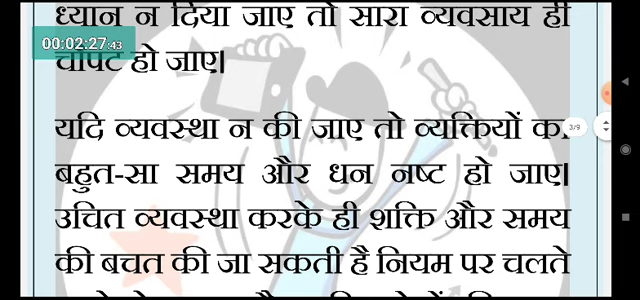 ध्यान न दिया जाए तो सारा व्यवसाय ही
00:02:27:43
चौपट हो जाए।
यदि व्यवस्था न की जाए तो व्यक्तियों का
3/9
बहुत-सा समय और धन नष्ट हो जाए।
उचित व्यवस्था करके ही शक्ति और समय
की बचत की जा सकती है नियम पर चलते